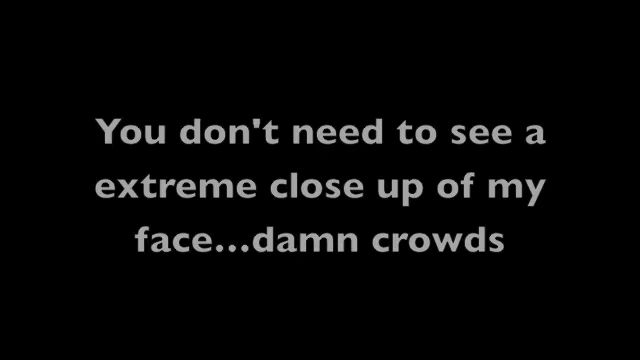 You don't need to see a
extreme close up of my
face...damn crowds